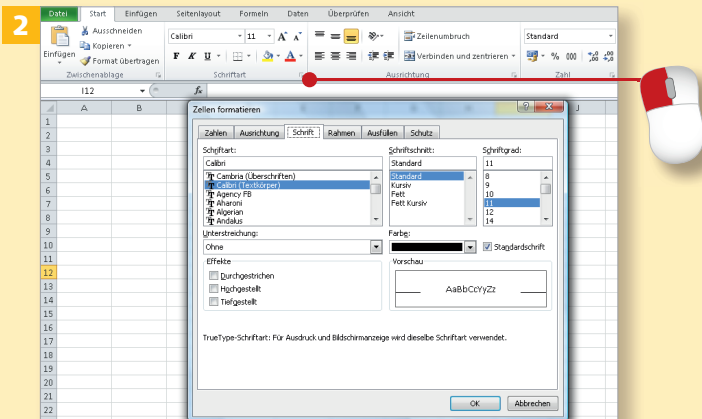 2
Datei Start Einfügen Seitenlayout Formeln Daten Überprüfen Ansicht
Einfügen
Ausschneiden
Kopieren
Format übertragen
Zwischenablage
Calibri 11 A A
F K U A
Schriftart
Zeilenumbruch
Verbinden und zentrieren
Ausrichtung
Standard
% 000
Zahl
I12 fx
A B J
1
2
3
4
5
6
7
8
9
10
11
12
13
14
15
16
17
18
19
20
21
22
Zellen formatieren
Zahlen Ausrichtung Schrift Rahmen Ausfüllen Schutz
Schriftart: Schriftschnitt: Schriftgrad:
Calibri Standard 11
Cambria (Überschriften) Standard 8
Calibri (Textkörper) Kursiv 9
Agency FB Fett 10
Aharoni Fett Kursiv 11
Algerian 12
Andalus 14
Unterstreichung: Farbe:
Ohne Standardschrift
Effekte Vorschau
Durchgestrichen
Hochgestellt
Tiefgestellt
AaBbCcYyZz
TrueType-Schriftart: Für Ausdruck und Bildschirmanzeige wird dieselbe Schriftart verwendet.
OK Abbrechen